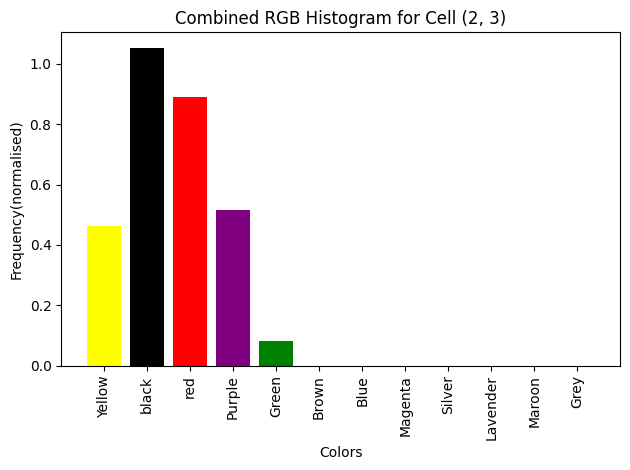 Combined RGB Histogram for Cell (2, 3)
Frequency(normalised)
1.0
0.8
0.6
0.4
0.2
0.0
Yellow
black
red
Purple
Green
Brown
Blue
Magenta
Silver
Lavender
Maroon
Grey
Colors